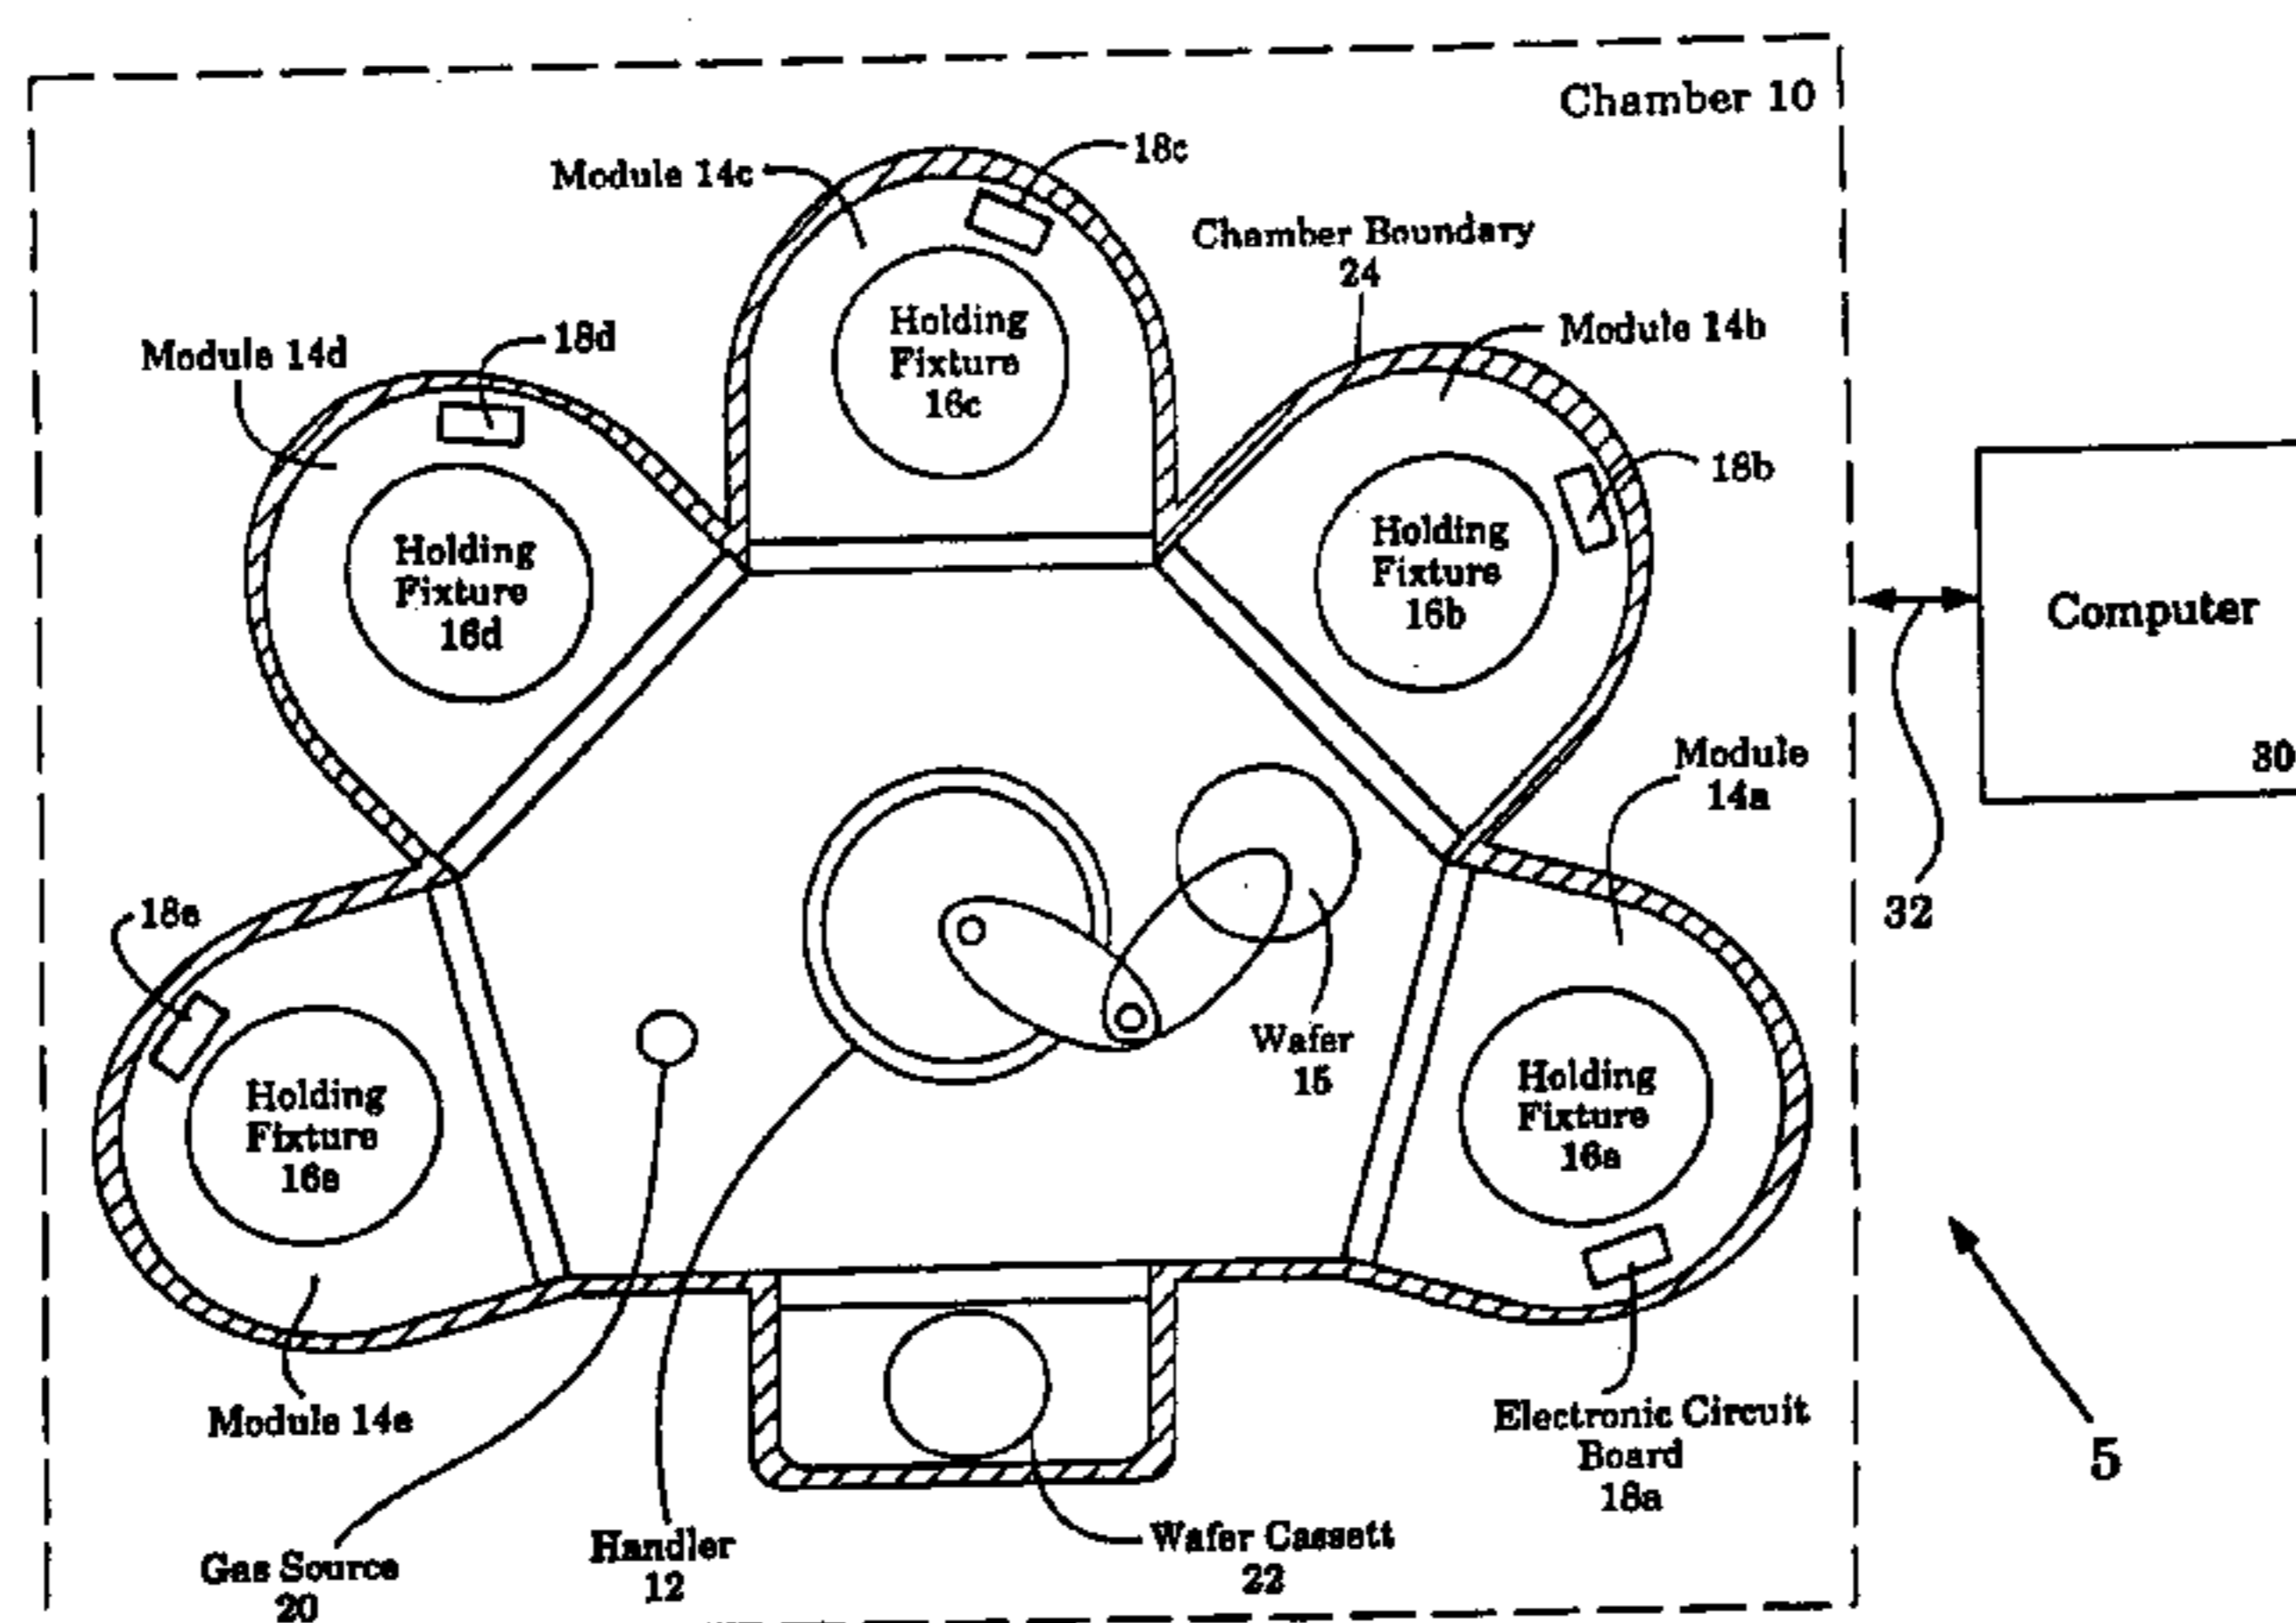 Chamber 10
Module 14c
18c
Chamber Boundary
24
Module 14b
Module 14d
18d
Holding
Fixture
16c
18b
Holding
Fixture
16d
Holding
Fixture
16b
Computer
30
Module
14a
32
18e
Wafer
15
Holding
Fixture
16e
Holding
Fixture
16a
Module 14e
Electronic Circuit
Board
18a
5
Gas Source
20
Handler
12
Wafer Cassett
22